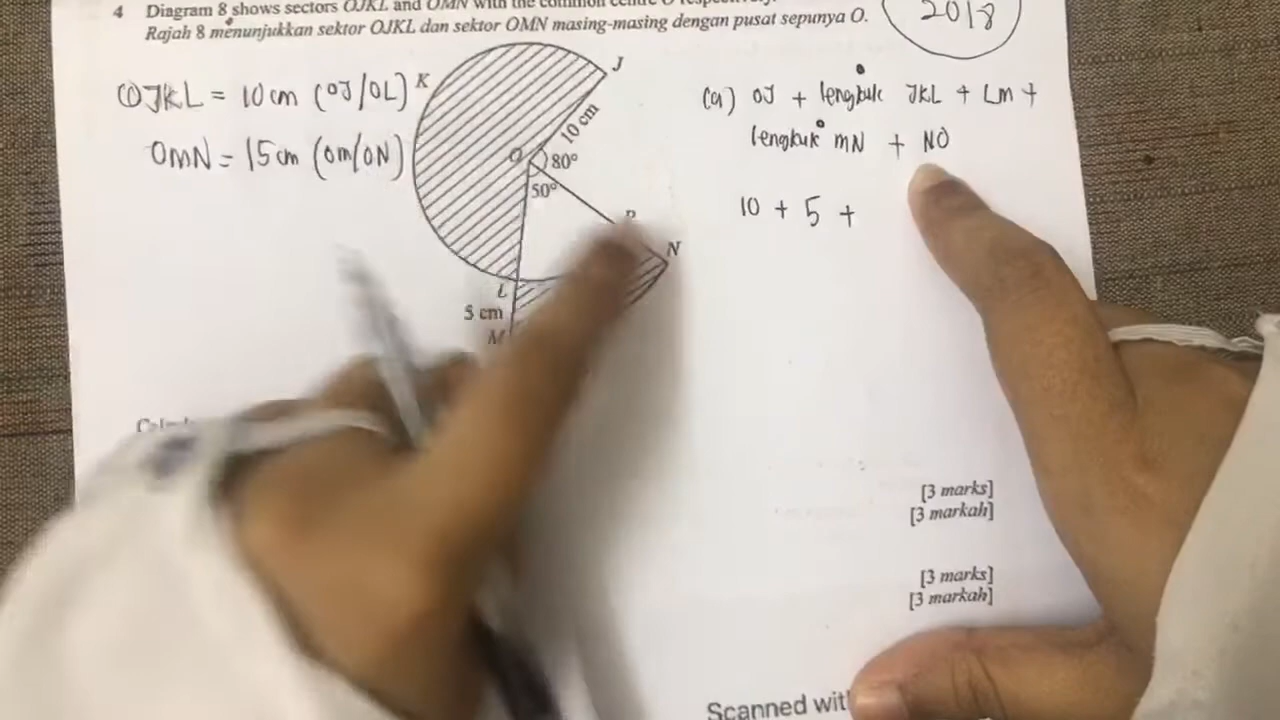 4 Diagram 8 shows sectors OJKL and OMN with the common centre O respectively.
Rajah 8 menunjukkan sektor OJKL dan sektor OMN masing-masing dengan pusat sepunya O.
2018
OJKL = 10 cm (OJ/OL)
OMN = 15 cm (OM/ON)
K
J
10 cm
O
80°
50°
N
L
5 cm
M
(a) OJ + lengkuk JKL + LM +
lengkuk MN + NO
10 + 5 +
[3 marks]
[3 markah]
[3 marks]
[3 markah]
Scanned with